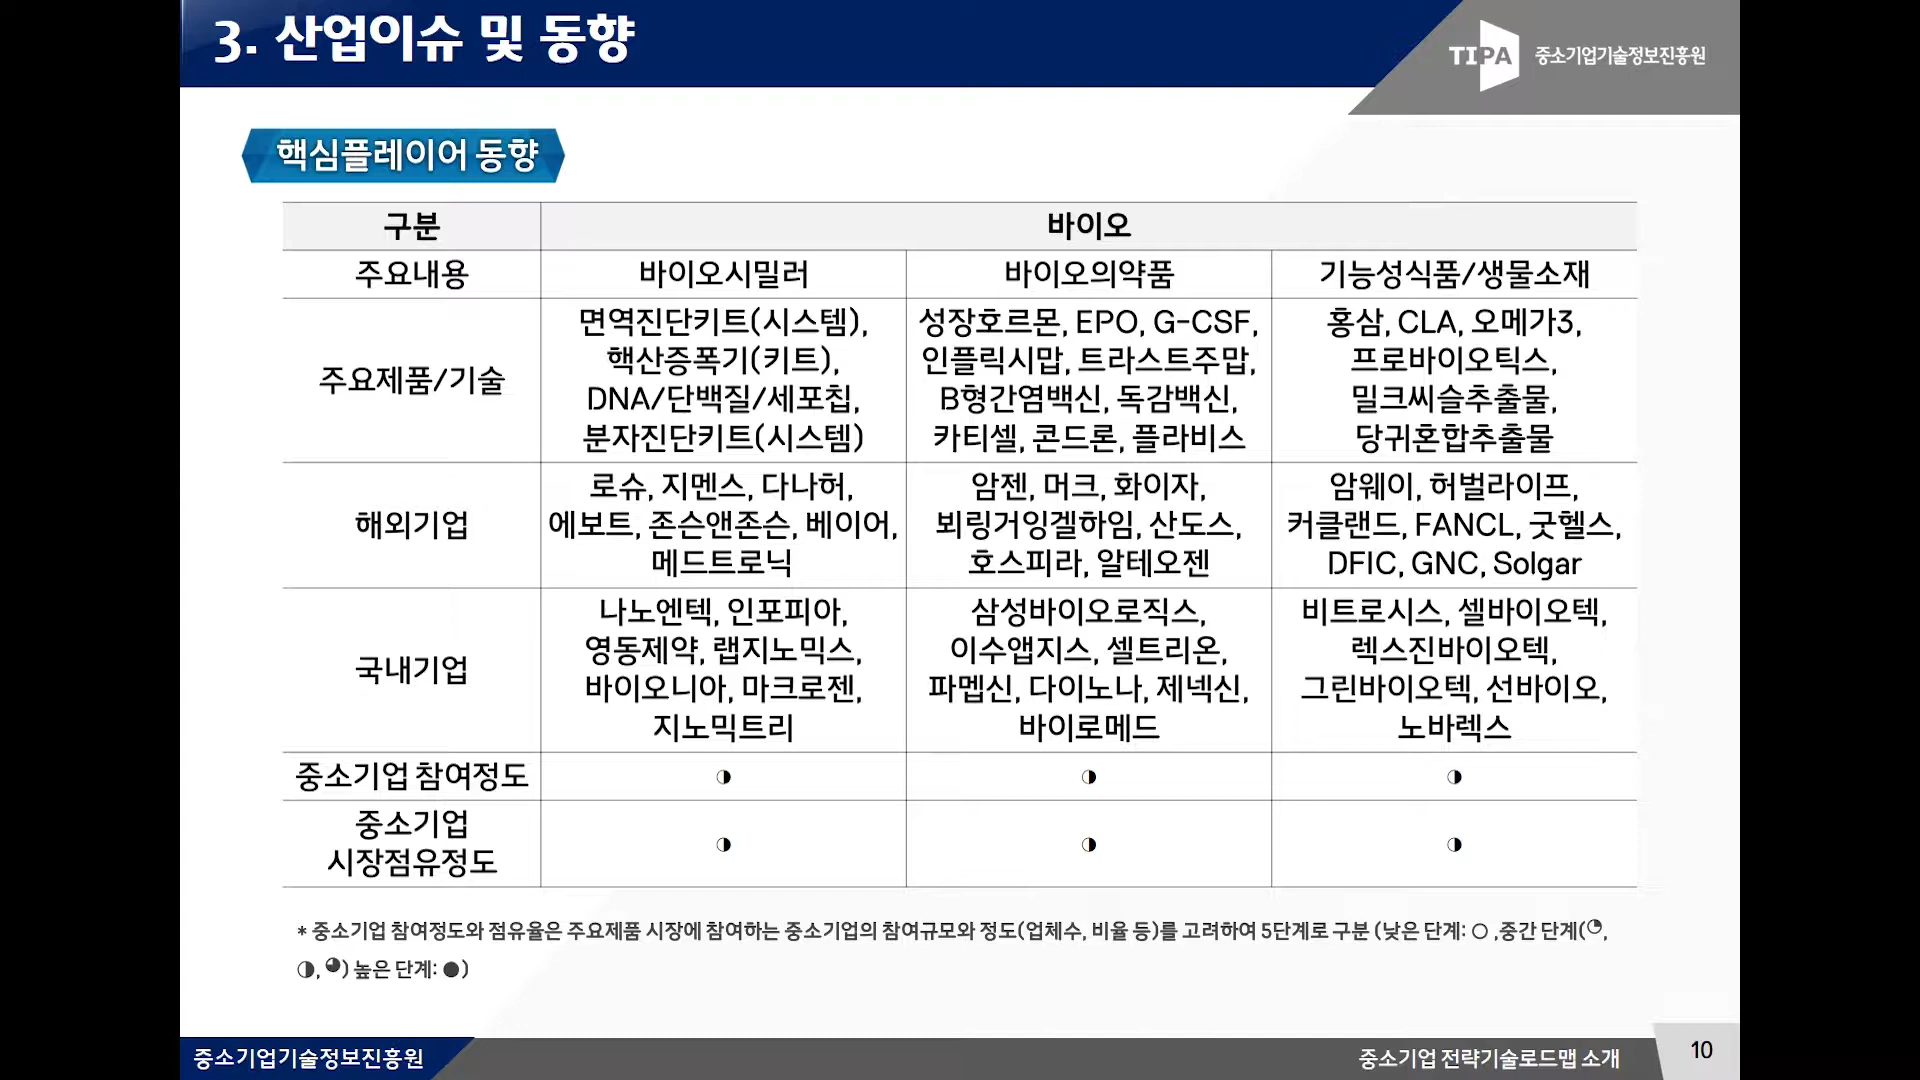 3. 산업이슈 및 동향
TIPA 중소기업기술정보진흥원
핵심플레이어 동향
구분
바이오
주요내용
바이오시밀러
바이오의약품
기능성식품/생물소재
주요제품/기술
면역진단키트(시스템),
핵산증폭기(키트),
DNA/단백질/세포칩,
분자진단키트(시스템)
성장호르몬, EPO, G-CSF,
인플릭시맙, 트라스트주맙,
B형간염백신, 독감백신,
카티셀, 콘드론, 플라비스
홍삼, CLA, 오메가3,
프로바이오틱스,
밀크씨슬추출물,
당귀혼합추출물
해외기업
로슈, 지멘스, 다나허,
에보트, 존슨앤존슨, 베이어,
메드트로닉
암젠, 머크, 화이자,
뵈링거잉겔하임, 산도스,
호스피라, 알테오젠
암웨이, 허벌라이프,
커클랜드, FANCL, 굿헬스,
DFIC, GNC, Solgar
국내기업
나노엔텍, 인포피아,
영동제약, 랩지노믹스,
바이오니아, 마크로젠,
지노믹트리
삼성바이오로직스,
이수앱지스, 셀트리온,
파멥신, 다이노나, 제넥신,
바이로메드
비트로시스, 셀바이오텍,
렉스진바이오텍,
그린바이오텍, 선바이오,
노바렉스
중소기업 참여정도
◑
◑
◑
중소기업
시장점유정도
◑
◑
◑
* 중소기업 참여정도와 점유율은 주요제품 시장에 참여하는 중소기업의 참여규모와 정도(업체수, 비율 등)를 고려하여 5단계로 구분 (낮은 단계: ○ ,중간 단계(◔,
◑, ◕) 높은 단계: ●)
중소기업기술정보진흥원
중소기업 전략기술로드맵 소개
10